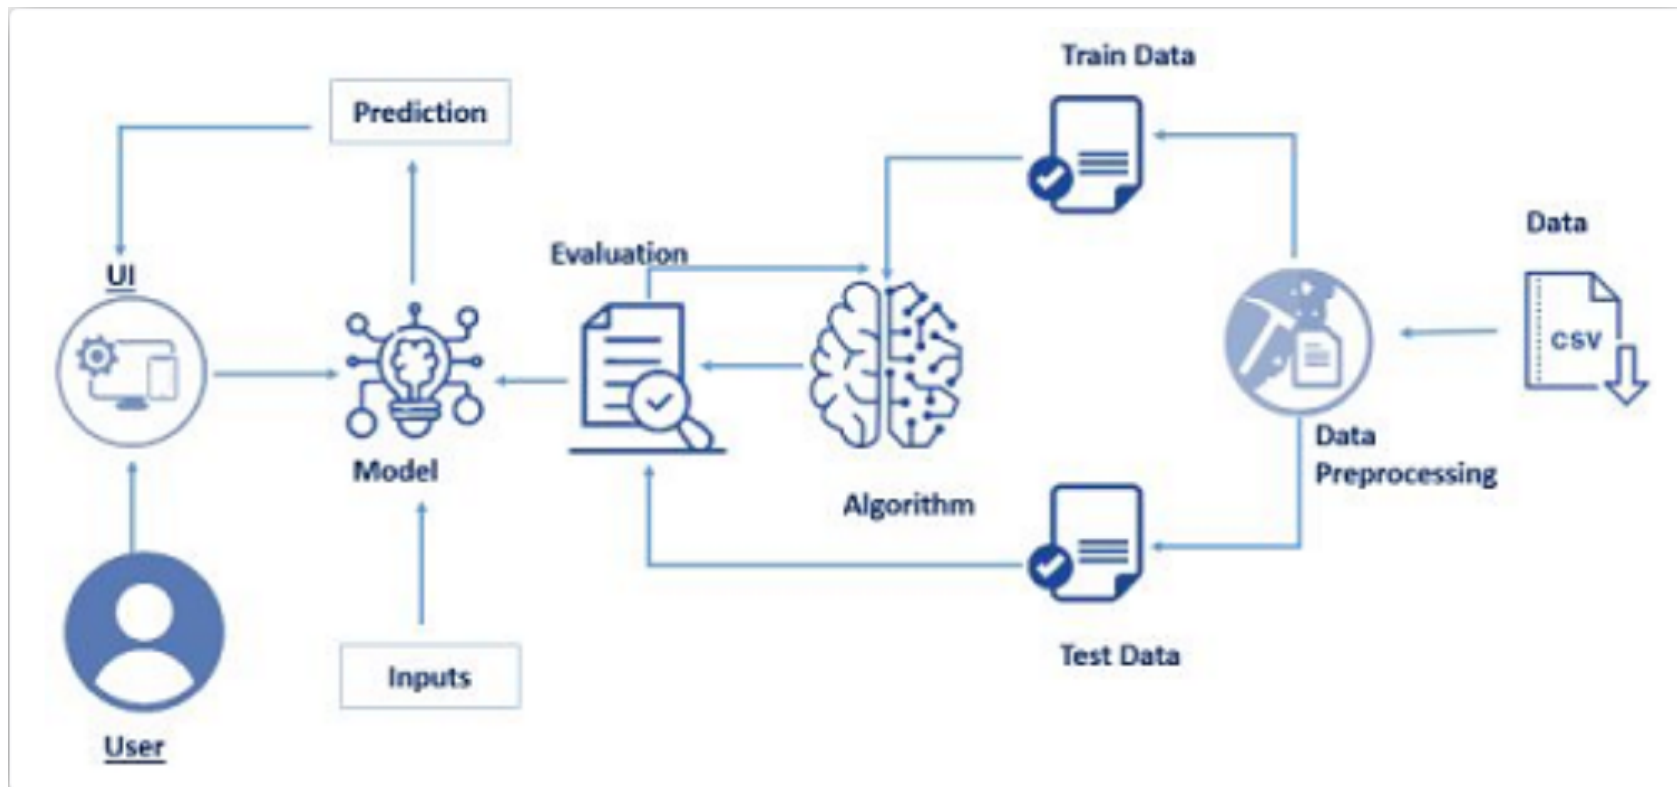 Train Data
Prediction
Data
Evaluation
UI
CSV
Data
Preprocessing
Model
Algorithm
Test Data
Inputs
User